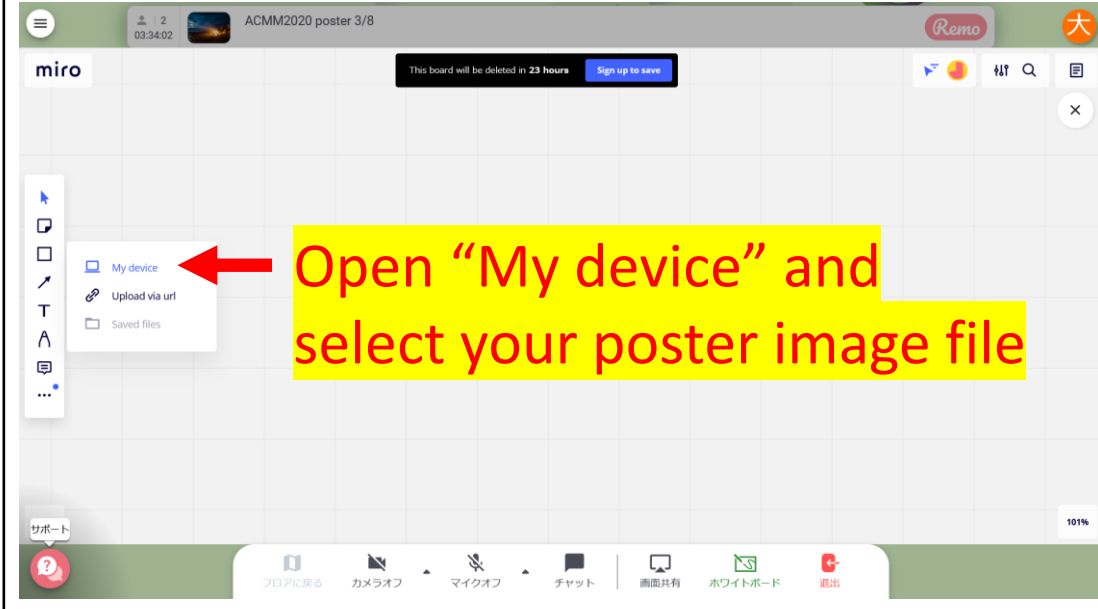 2
03:34:02
ACMM2020 poster 3/8
Remo
大
miro
This board will be deleted in 23 hours
Sign up to save
My device
Upload via url
Saved files
T
Open “My device” and
select your poster image file
101%
サポート
フロアに戻る
カメラオフ
マイクオフ
チャット
画面共有
ホワイトボード
退出